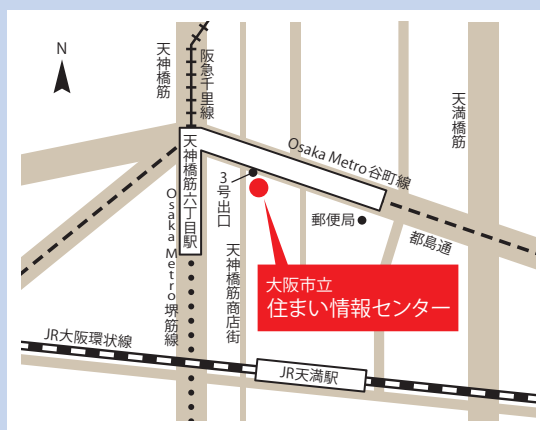 N
天神橋筋
阪急千里線
天満橋筋
Osaka Metro 谷町線
天神橋筋六丁目駅
3号出口
郵便局
都島通
Osaka Metro 堺筋線
天神橋筋商店街
大阪市立
住まい情報センター
JR大阪環状線
JR天満駅